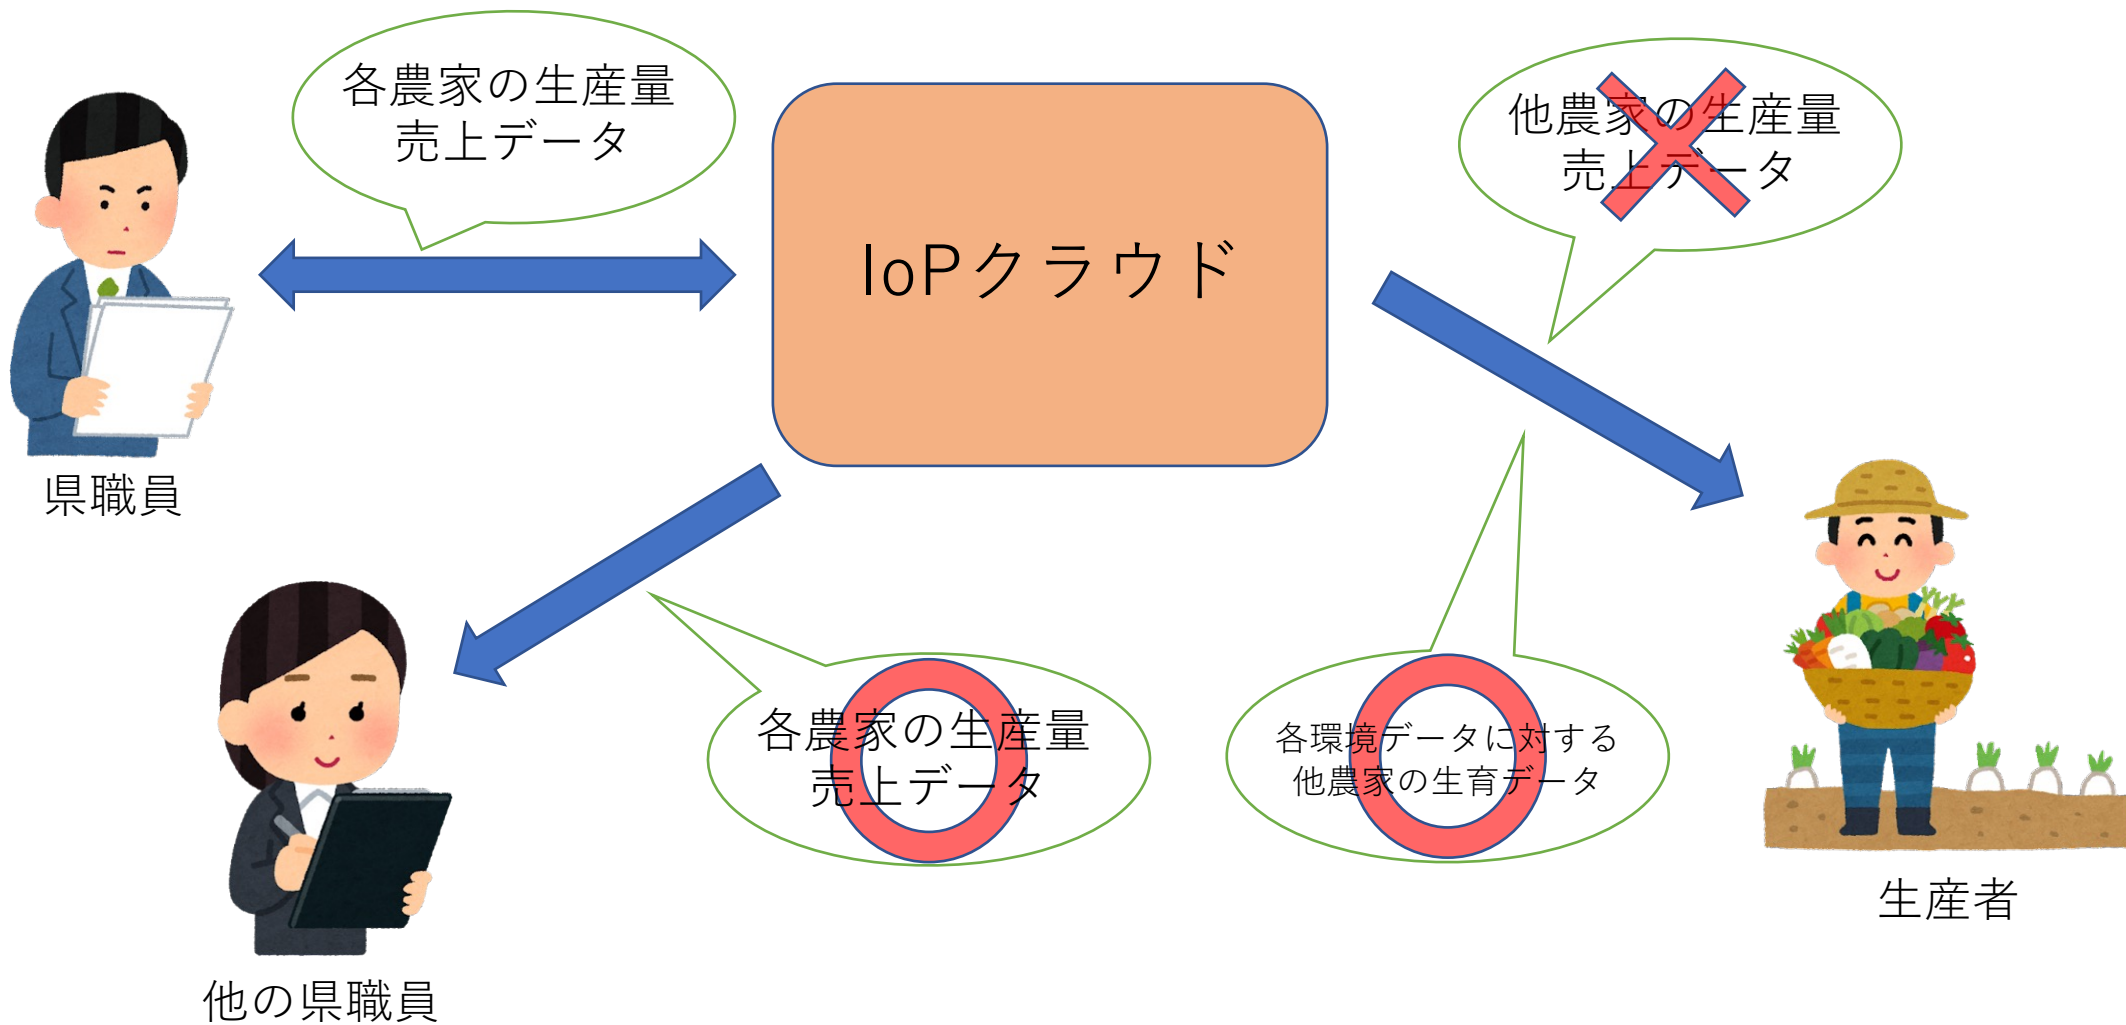 各農家の生産量
売上データ
他農家の生産量
売上データ
IoPクラウド
県職員
各農家の生産量
売上データ
各環境データに対する
他農家の生育データ
生産者
他の県職員